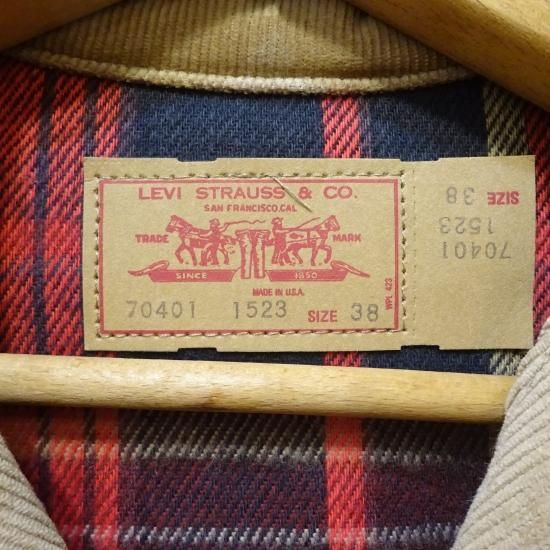 LEVI STRAUSS & CO.
SAN FRANCISCO, CAL
TRADE MARK
SINCE 1850
MADE IN U.S.A.
70401 1523 SIZE 38
WPL 423
SIZE 38
1523
70401